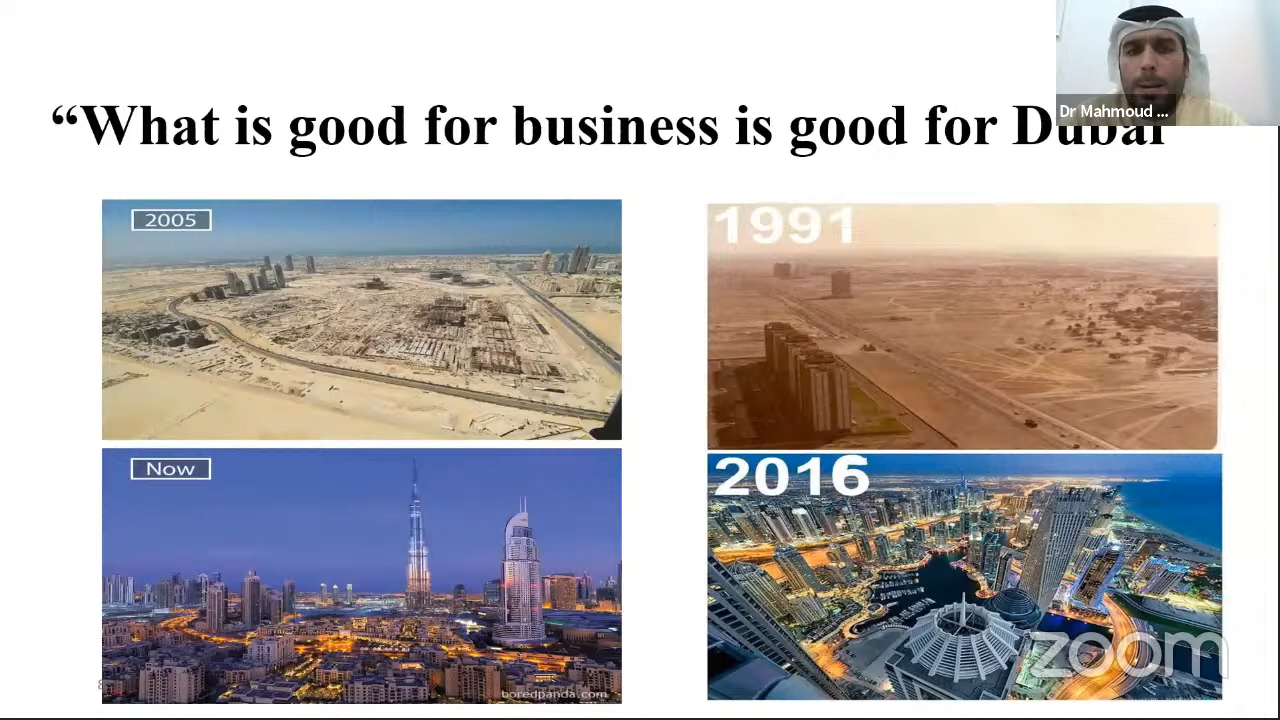 Dr Mahmoud ...
“What is good for business is good for Dubai
2005
1991
Now
2016
boredpanda.com
zoom